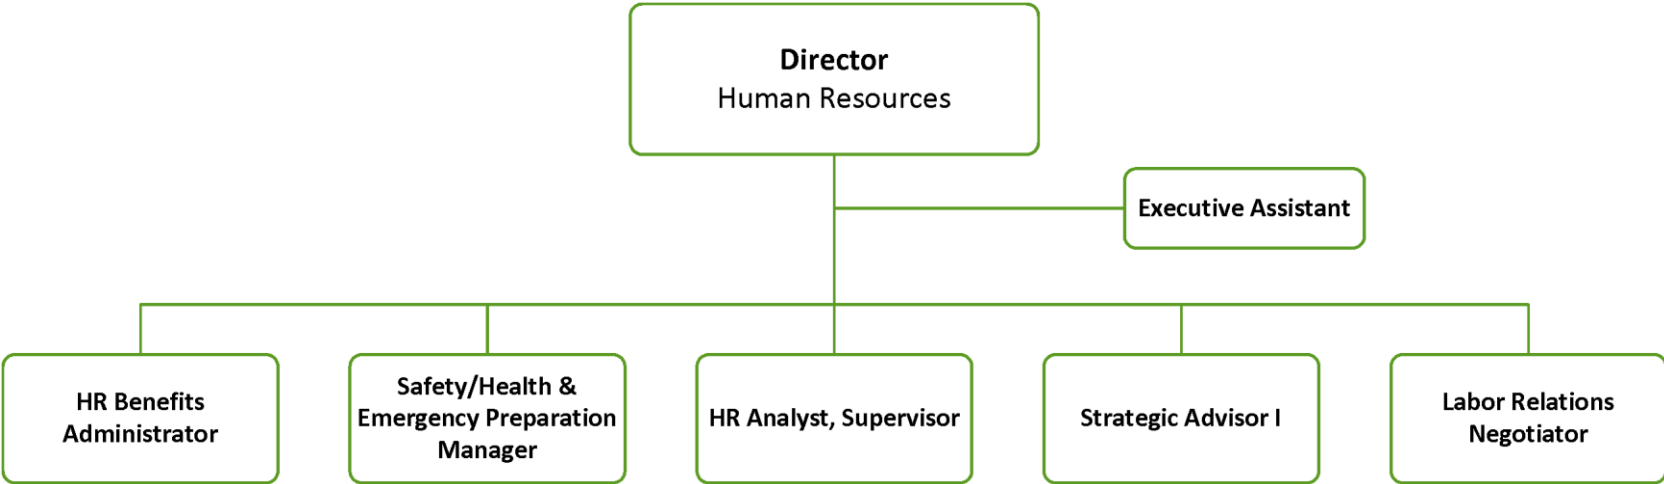 Director
Human Resources
Executive Assistant
HR Benefits
Administrator
Safety/Health &
Emergency Preparation
Manager
HR Analyst, Supervisor
Strategic Advisor I
Labor Relations
Negotiator